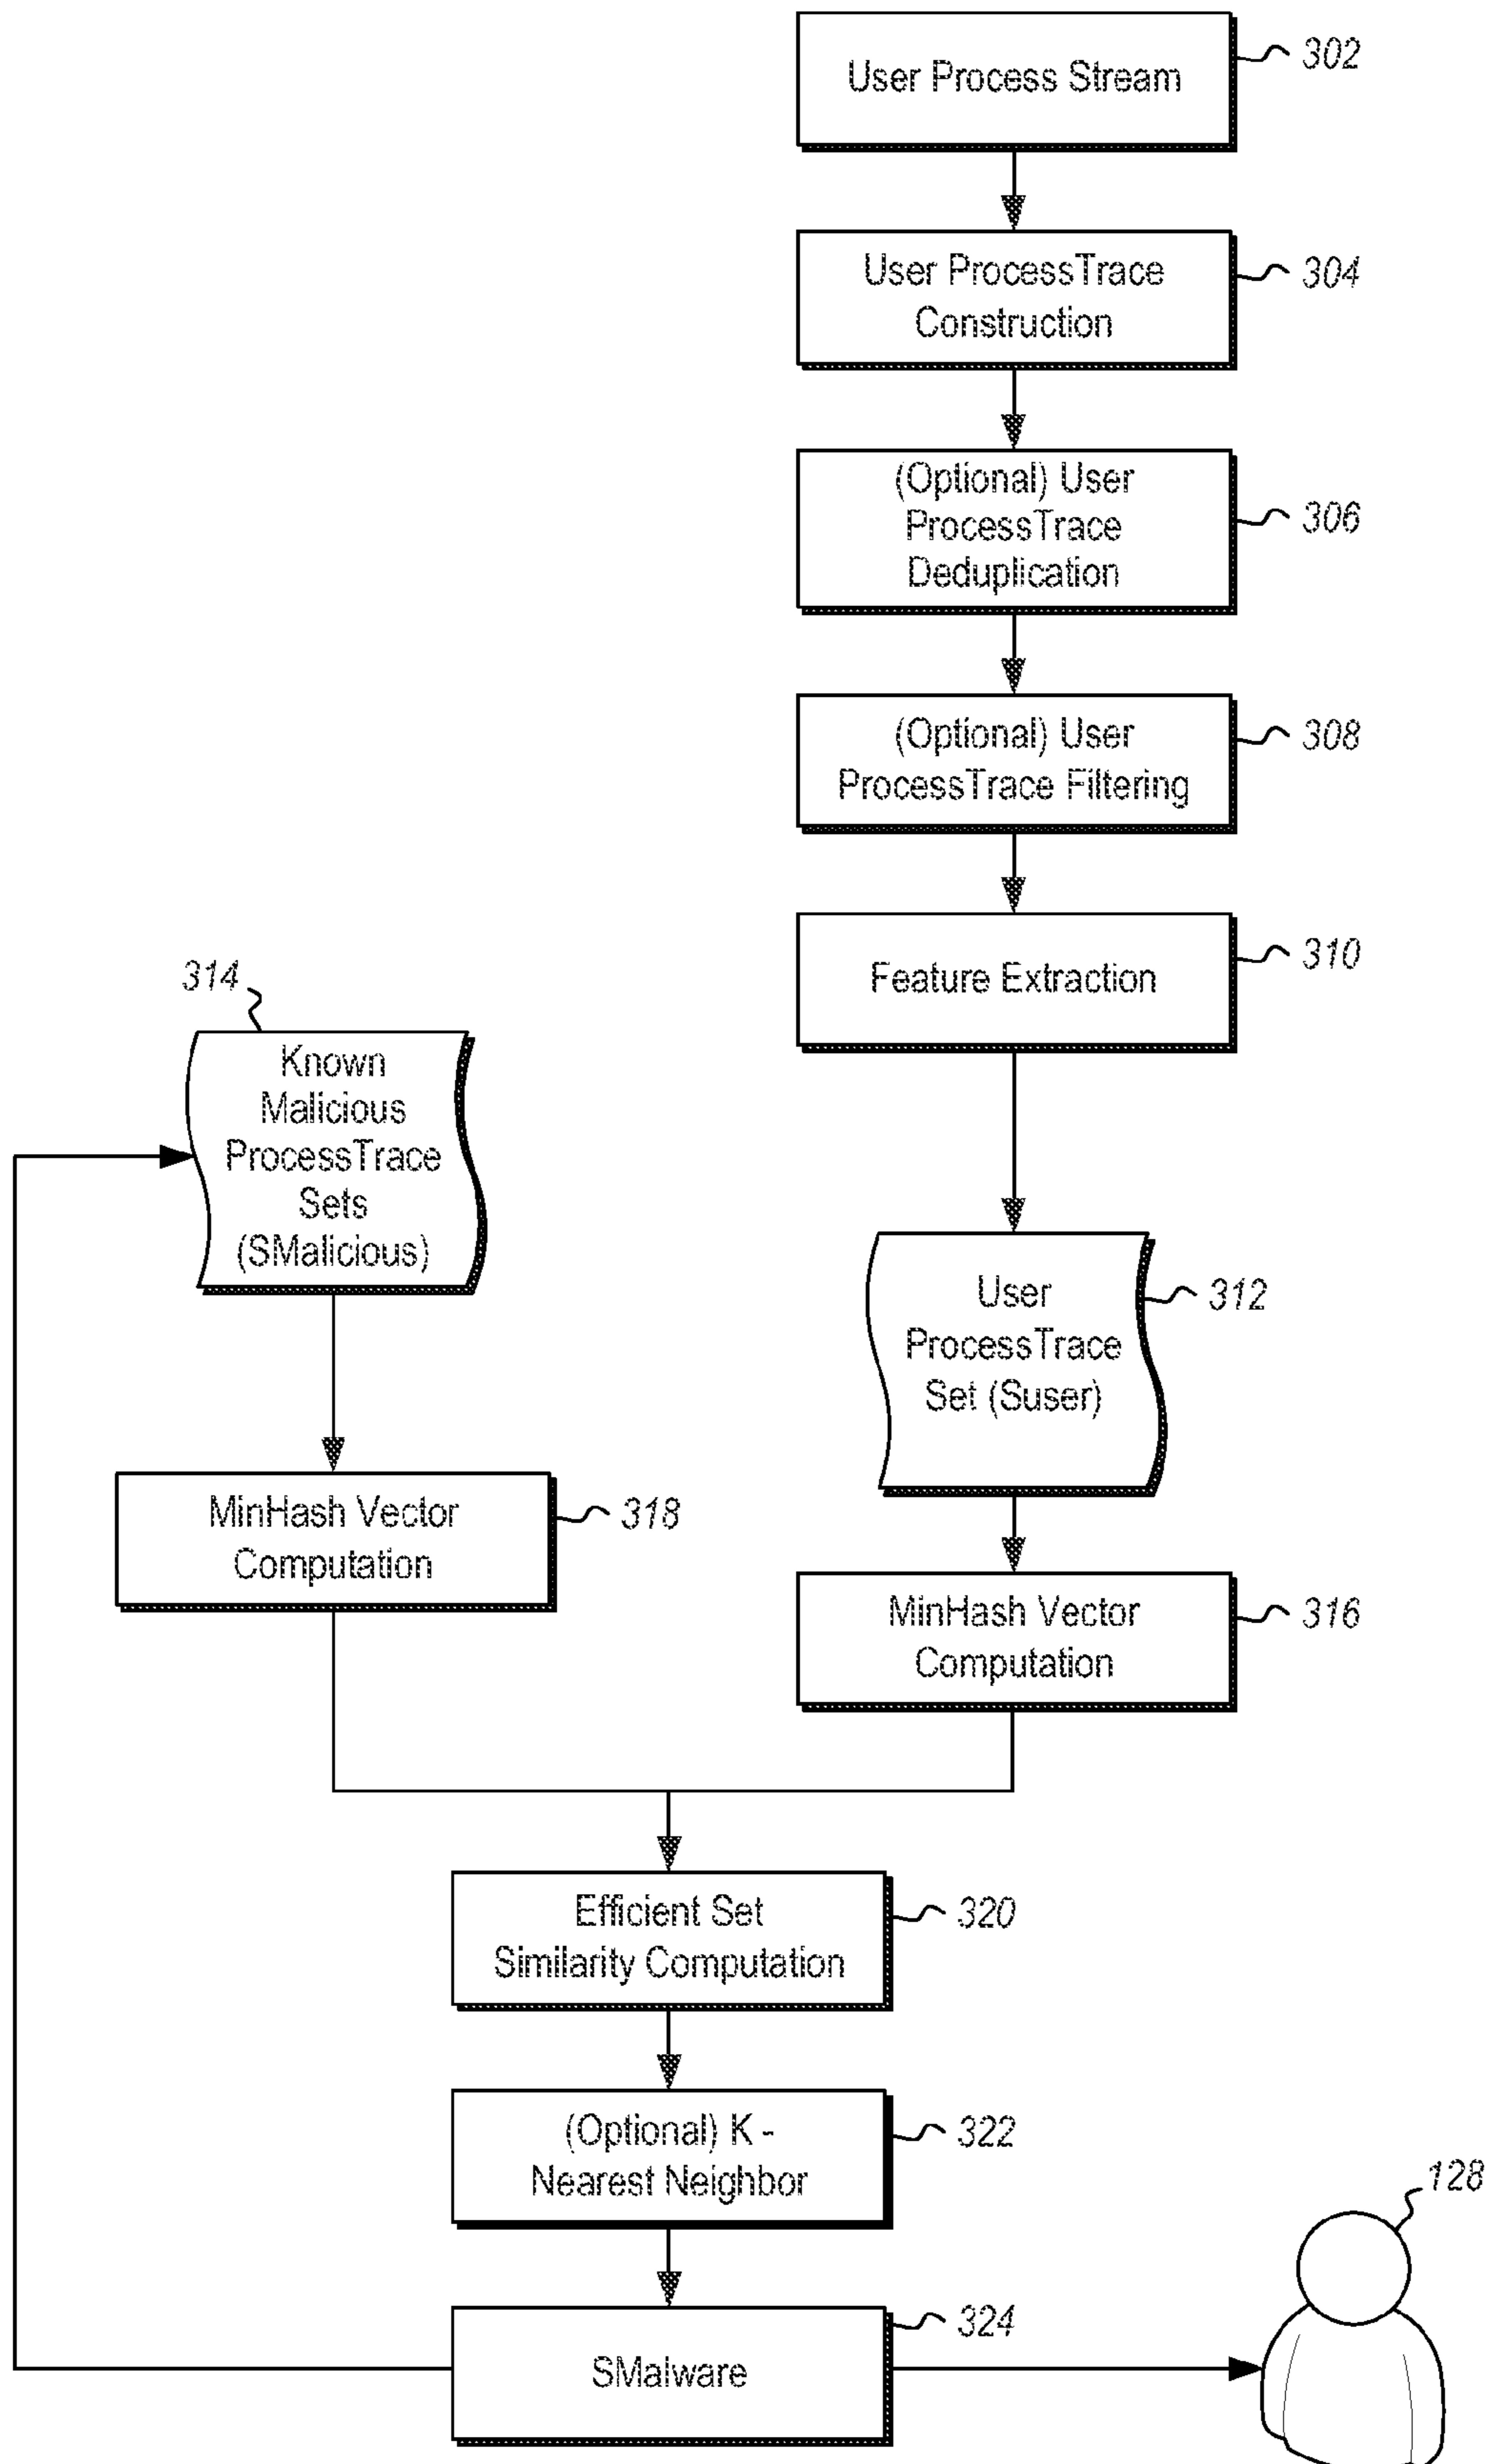 User Process Stream
302
User ProcessTrace
Construction
304
(Optional) User
ProcessTrace
Deduplication
306
(Optional) User
ProcessTrace Filtering
308
Feature Extraction
310
314
Known
Malicious
ProcessTrace
Sets
(SMalicious)
User
ProcessTrace
Set (Suser)
312
MinHash Vector
Computation
318
MinHash Vector
Computation
316
Efficient Set
Similarity Computation
320
(Optional) K -
Nearest Neighbor
322
SMalware
324
128